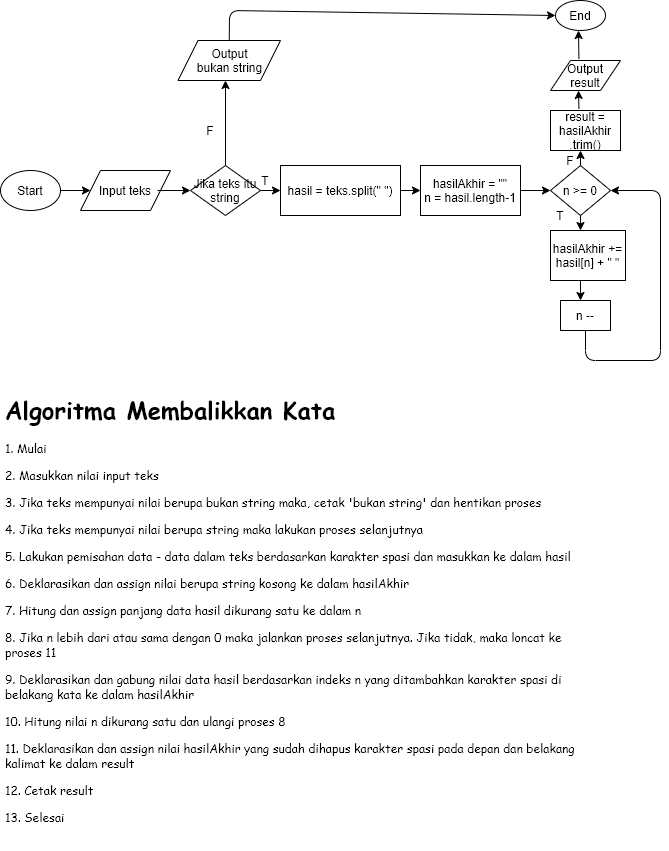 End
Output
bukan string
Output
result
result =
hasilAkhir
.trim()
F
F
Start
Input teks
Jika teks itu
string
T
hasil = teks.split(" ")
hasilAkhir = ""
n = hasil.length-1
n >= 0
T
hasilAkhir +=
hasil[n] + " "
n --
Algoritma Membalikkan Kata
1. Mulai
2. Masukkan nilai input teks
3. Jika teks mempunyai nilai berupa bukan string maka, cetak 'bukan string' dan hentikan proses
4. Jika teks mempunyai nilai berupa string maka lakukan proses selanjutnya
5. Lakukan pemisahan data - data dalam teks berdasarkan karakter spasi dan masukkan ke dalam hasil
6. Deklarasikan dan assign nilai berupa string kosong ke dalam hasilAkhir
7. Hitung dan assign panjang data hasil dikurang satu ke dalam n
8. Jika n lebih dari atau sama dengan 0 maka jalankan proses selanjutnya. Jika tidak, maka loncat ke
proses 11
9. Deklarasikan dan gabung nilai data hasil berdasarkan indeks n yang ditambahkan karakter spasi di
belakang kata ke dalam hasilAkhir
10. Hitung nilai n dikurang satu dan ulangi proses 8
11. Deklarasikan dan assign nilai hasilAkhir yang sudah dihapus karakter spasi pada depan dan belakang
kalimat ke dalam result
12. Cetak result
13. Selesai